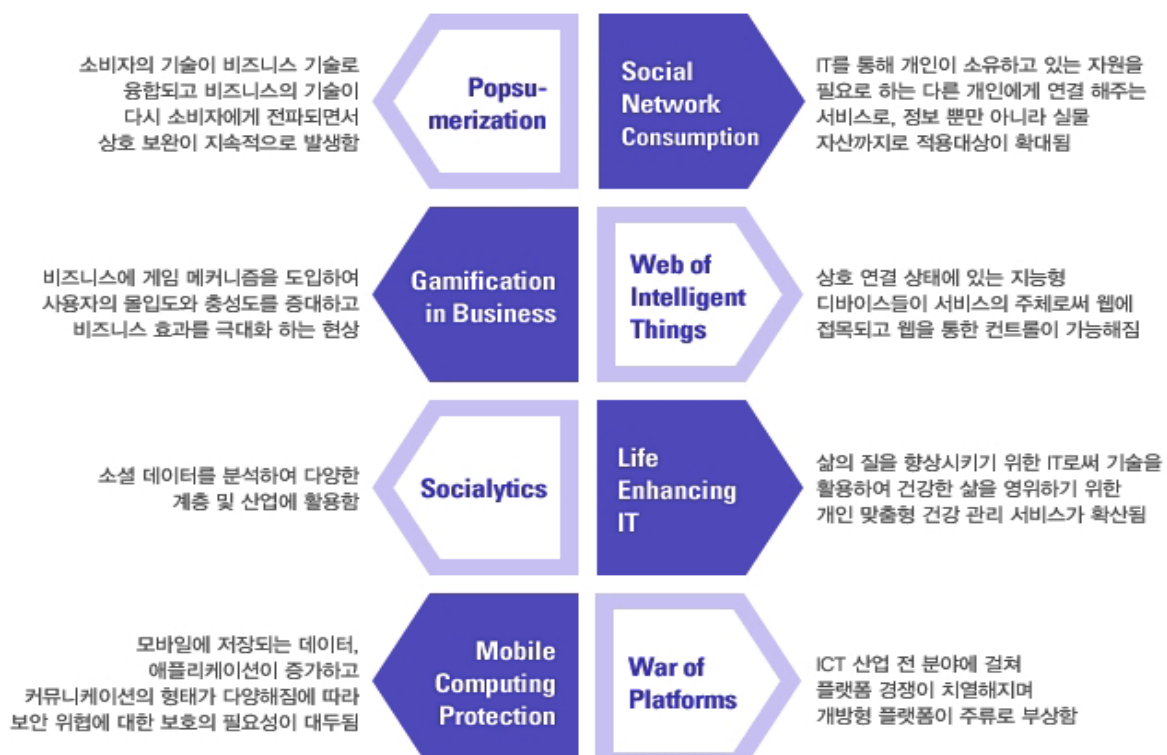 소비자의 기술이 비즈니스 기술로
융합되고 비즈니스의 기술이
다시 소비자에게 전파되면서
상호 보완이 지속적으로 발생함
Popsu-
merization
Social
Network
Consumption
IT를 통해 개인이 소유하고 있는 자원을
필요로 하는 다른 개인에게 연결 해주는
서비스로, 정보 뿐만 아니라 실물
자산까지로 적용대상이 확대됨
비즈니스에 게임 메커니즘을 도입하여
사용자의 몰입도와 충성도를 증대하고
비즈니스 효과를 극대화 하는 현상
Gamification
in Business
Web of
Intelligent
Things
상호 연결 상태에 있는 지능형
디바이스들이 서비스의 주체로써 웹에
접목되고 웹을 통한 컨트롤이 가능해짐
소셜 데이터를 분석하여 다양한
계층 및 산업에 활용함
Socialytics
Life
Enhancing
IT
삶의 질을 향상시키기 위한 IT로써 기술을
활용하여 건강한 삶을 영위하기 위한
개인 맞춤형 건강 관리 서비스가 확산됨
모바일에 저장되는 데이터,
애플리케이션이 증가하고
커뮤니케이션의 형태가 다양해짐에 따라
보안 위협에 대한 보호의 필요성이 대두됨
Mobile
Computing
Protection
War of
Platforms
ICT 산업 전 분야에 걸쳐
플랫폼 경쟁이 치열해지며
개방형 플랫폼이 주류로 부상함